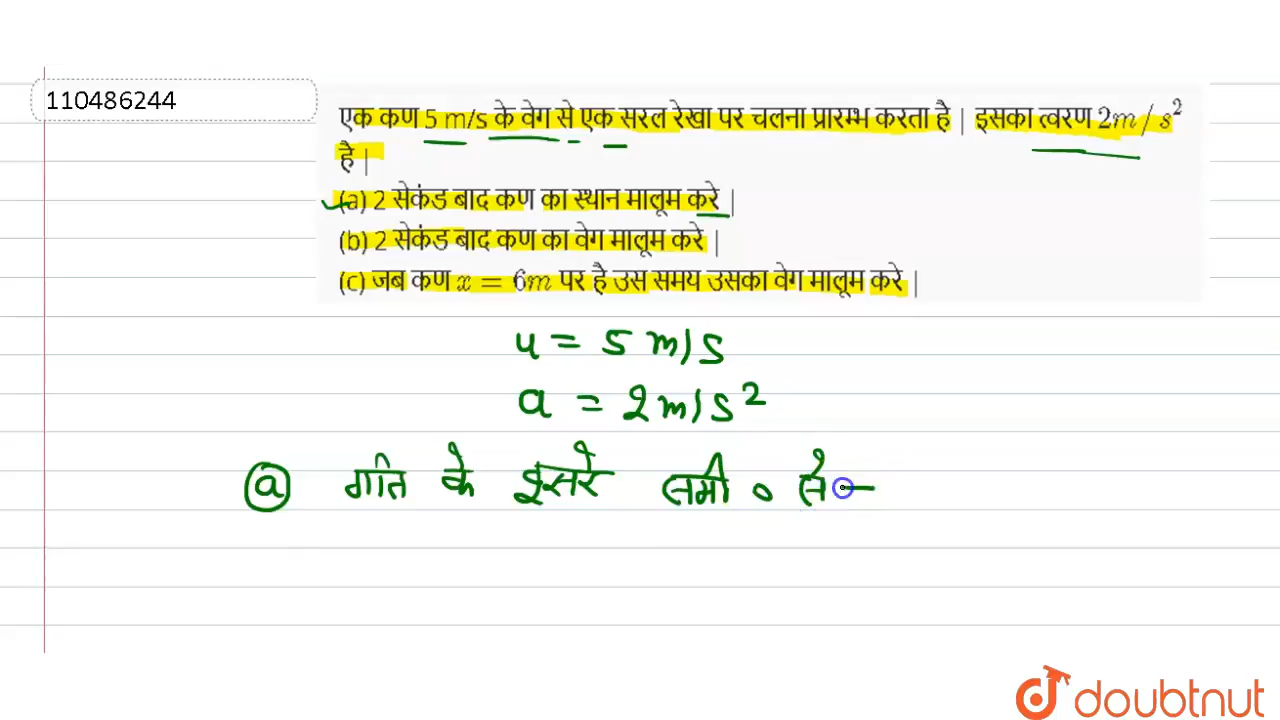 110486244
एक कण 5 m/s के वेग से एक सरल रेखा पर चलना प्रारम्भ करता है | इसका त्वरण 2m/s²
है |
(a) 2 सेकंड बाद कण का स्थान मालूम करे |
(b) 2 सेकंड बाद कण का वेग मालूम करे |
(c) जब कण x = 6m पर है उस समय उसका वेग मालूम करे |
u = 5 m/s
a = 2m/s²
(a) गति के दूसरे समी० से
doubtnut